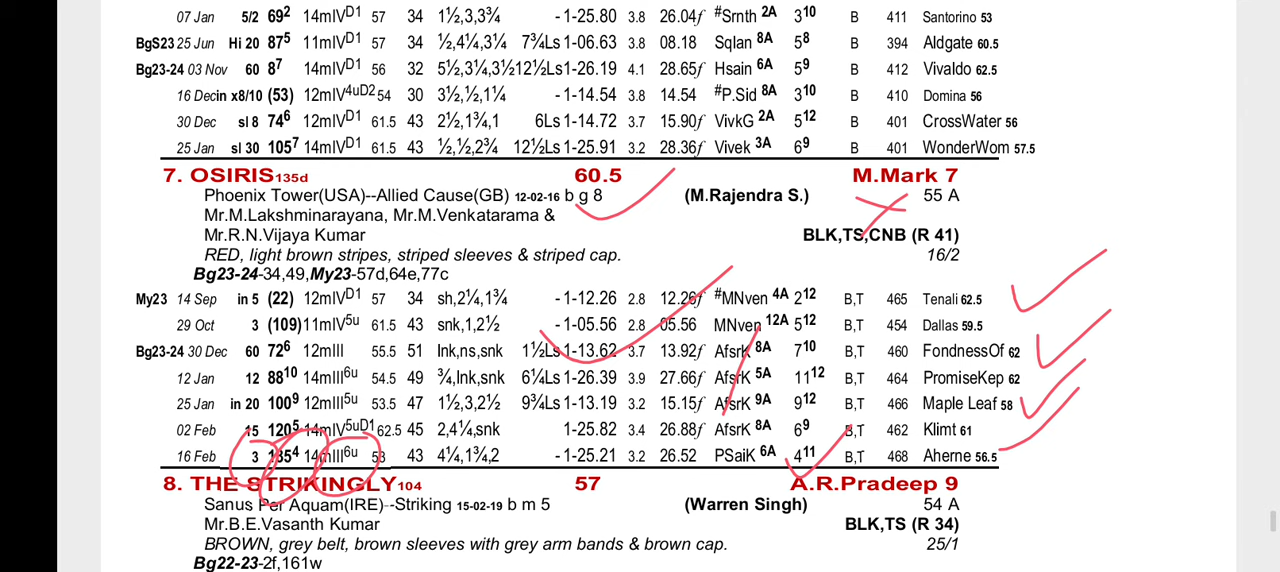 07 Jan 5/2 69² 14mIV D1 57 34 1½,3,3¾ - 1-25.80 3.8 26.04f #Srnth 2A 3¹⁰ B 411 Santorino 53
BgS23 25 Jun Hi 20 87⁵ 11mIV D1 57 34 ½,4¼,3¼ 7¾Ls 1-06.63 3.8 08.18 Sqlan 8A 5⁸ B 394 Aldgate 60.5
Bg23-24 03 Nov 60 8⁷ 14mIV D1 56 32 5½,3¼,3½ 12½Ls 1-26.19 4.1 28.65f Hsain 6A 5⁹ B 412 Vivaldo 62.5
16 Dec in x8/10 (53) 12mIV 4uD2 54 30 3½,½,1¼ - 1-14.54 3.8 14.54 #P.Sid 8A 3¹⁰ B 410 Domina 56
30 Dec sl 8 74⁶ 12mIV D1 61.5 43 2½,1¾,1 6Ls 1-14.72 3.7 15.90f VivkG 2A 5¹² B 401 CrossWater 56
25 Jan sl 30 105⁷ 14mIV D1 61.5 43 ½,½,2¾ 12½Ls 1-25.91 3.2 28.36f Vivek 3A 6⁹ B 401 WonderWom 57.5
7. OSIRIS 135d 60.5 M.Mark 7
Phoenix Tower(USA)--Allied Cause(GB) 12-02-16 b g 8 (M.Rajendra S.) 55 A
Mr.M.Lakshminarayana, Mr.M.Venkatarama &
Mr.R.N.Vijaya Kumar BLK,TS,CNB (R 41)
RED, light brown stripes, striped sleeves & striped cap. 16/2
Bg23-24-34,49,My23-57d,64e,77c
My23 14 Sep in 5 (22) 12mIV D1 57 34 sh,2¼,1¾ - 1-12.26 2.8 12.26f #MNven 4A 2¹² B,T 465 Tenali 62.5
29 Oct 3 (109) 11mIV 5u 61.5 43 snk,1,2½ - 1-05.56 2.8 05.56 MNven 12A 5¹² B,T 454 Dallas 59.5
Bg23-24 30 Dec 60 72⁶ 12mIII 55.5 51 lnk,ns,snk 1½Ls 1-13.62 3.7 13.92f AfsrK 8A 7¹⁰ B,T 460 FondnessOf 62
12 Jan 12 88¹⁰ 14mIII 6u 54.5 49 ¾,lnk,snk 6¼Ls 1-26.39 3.9 27.66f AfsrK 5A 11¹² B,T 464 PromiseKep 62
25 Jan in 20 100⁹ 12mIII 5u 53.5 47 1½,3,2½ 9¾Ls 1-13.19 3.2 15.15f AfsrK 9A 9¹² B,T 466 Maple Leaf 58
02 Feb 15 120⁵ 14mIV 5uD1 62.5 45 2,4¼,snk 1-25.82 3.4 26.88f AfsrK 8A 6⁹ B,T 462 Klimt 61
16 Feb 3 135⁴ 14mIII 6u 53 43 4¼,1¾,2 - 1-25.21 3.2 26.52 PSaiK 6A 4¹¹ B,T 468 Aherne 56.5
8. THE STRIKINGLY 104 57 A.R.Pradeep 9
Sanus Per Aquam(IRE)--Striking 15-02-19 b m 5 (Warren Singh) 54 A
Mr.B.E.Vasanth Kumar BLK,TS (R 34)
BROWN, grey belt, brown sleeves with grey arm bands & brown cap. 25/1
Bg22-23-2f,161w